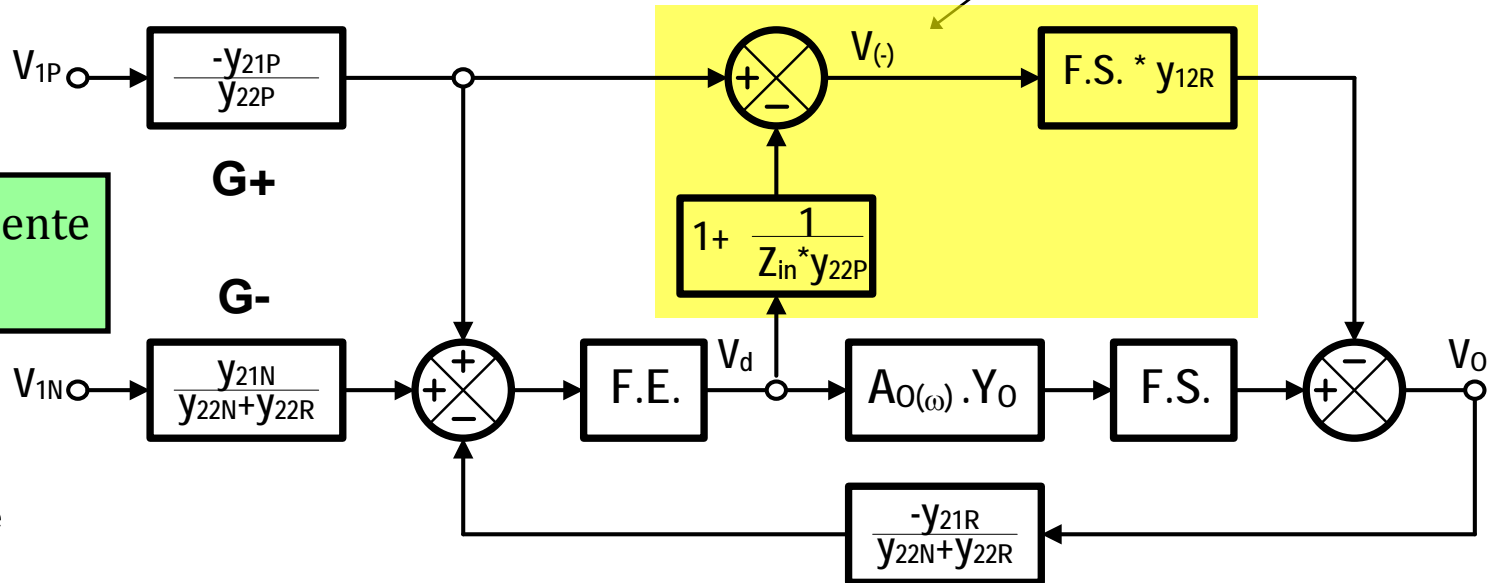 V1P
-y21P
y22P
+
−
V(-)
F.S. * y12R
G+
ente
1+ 1
Zin*y22P
G-
V1N
y21N
y22N+y22R
+
+
−
F.E.
Vd
AO(ω) .YO
F.S.
−
+
VO
-y21R
y22N+y22R